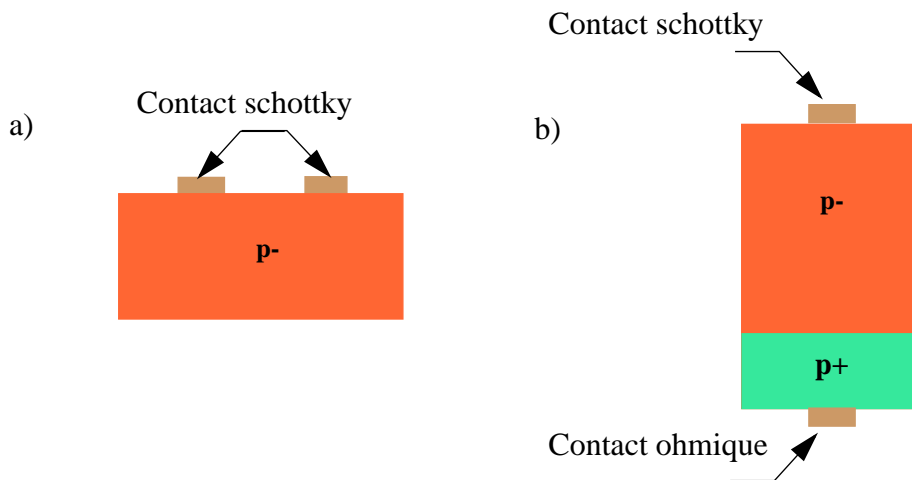 a)
Contact schottky
p-
b)
Contact schottky
p-
p+
Contact ohmique